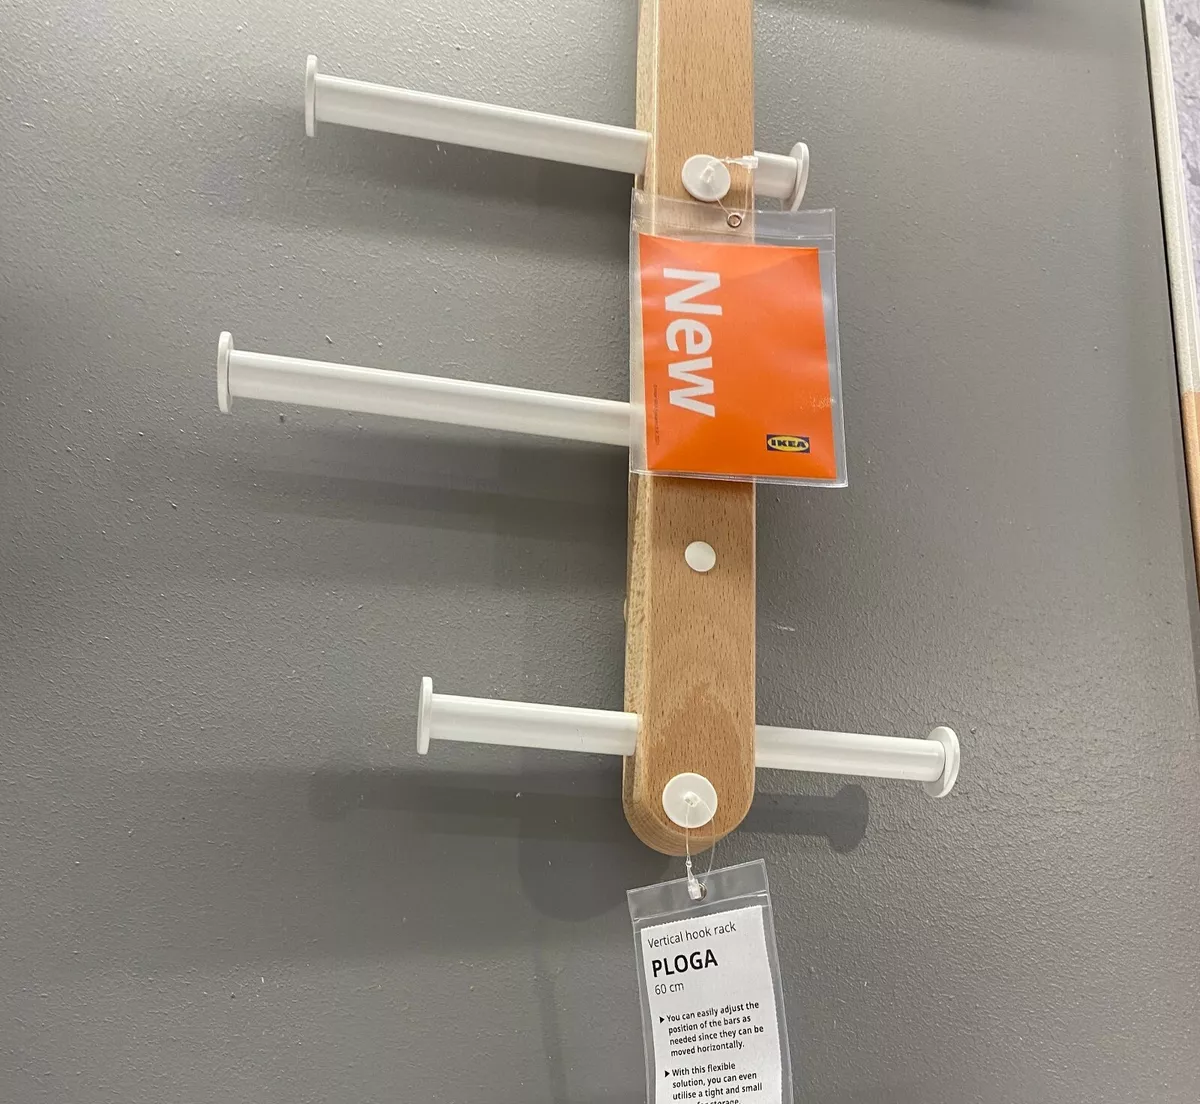 New
IKEA
Vertical hook rack
PLOGA
60 cm
▶ You can easily adjust the
position of the bars as
needed since they can be
moved horizontally.
▶ With this flexible
solution, you can even
utilise a tight and small
storage.